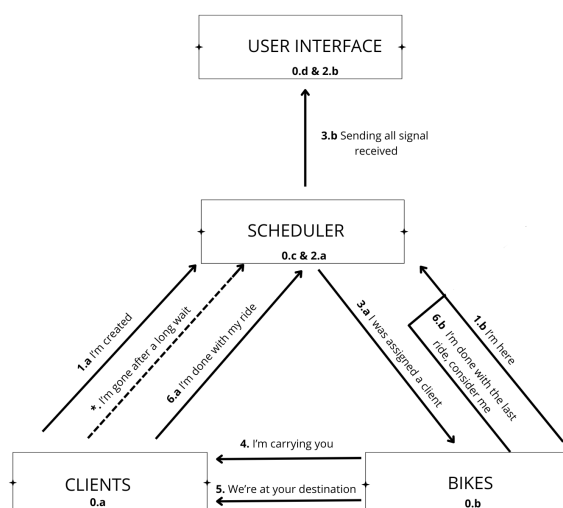 USER INTERFACE
0.d & 2.b
3.b Sending all signal
received
SCHEDULER
0.c & 2.a
1.a I'm created
*. I'm gone after a long wait
6.a I'm done with my ride
3.a I was assigned a client
6.b I'm done with the last
ride, consider me
1.b I'm here
4. I'm carrying you
5. We're at your destination
CLIENTS
0.a
BIKES
0.b